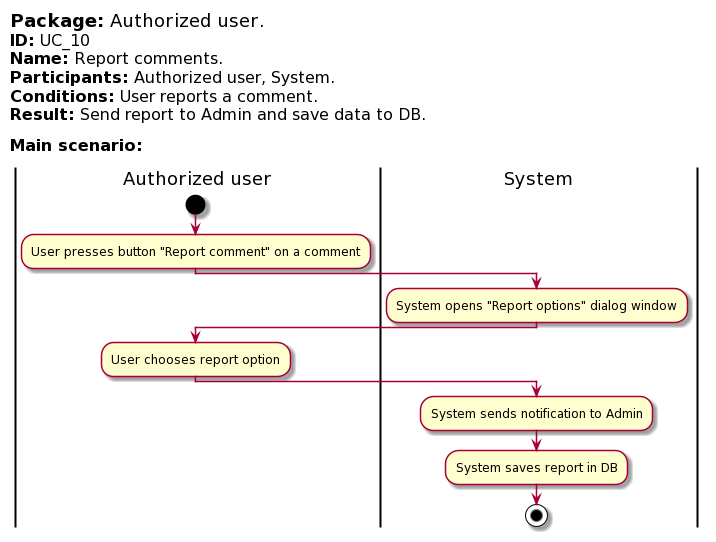 Package: Authorized user.
ID: UC_10
Name: Report comments.
Participants: Authorized user, System.
Conditions: User reports a comment.
Result: Send report to Admin and save data to DB.
Main scenario:
Authorized user
System
User presses button "Report comment" on a comment
System opens "Report options" dialog window
User chooses report option
System sends notification to Admin
System saves report in DB